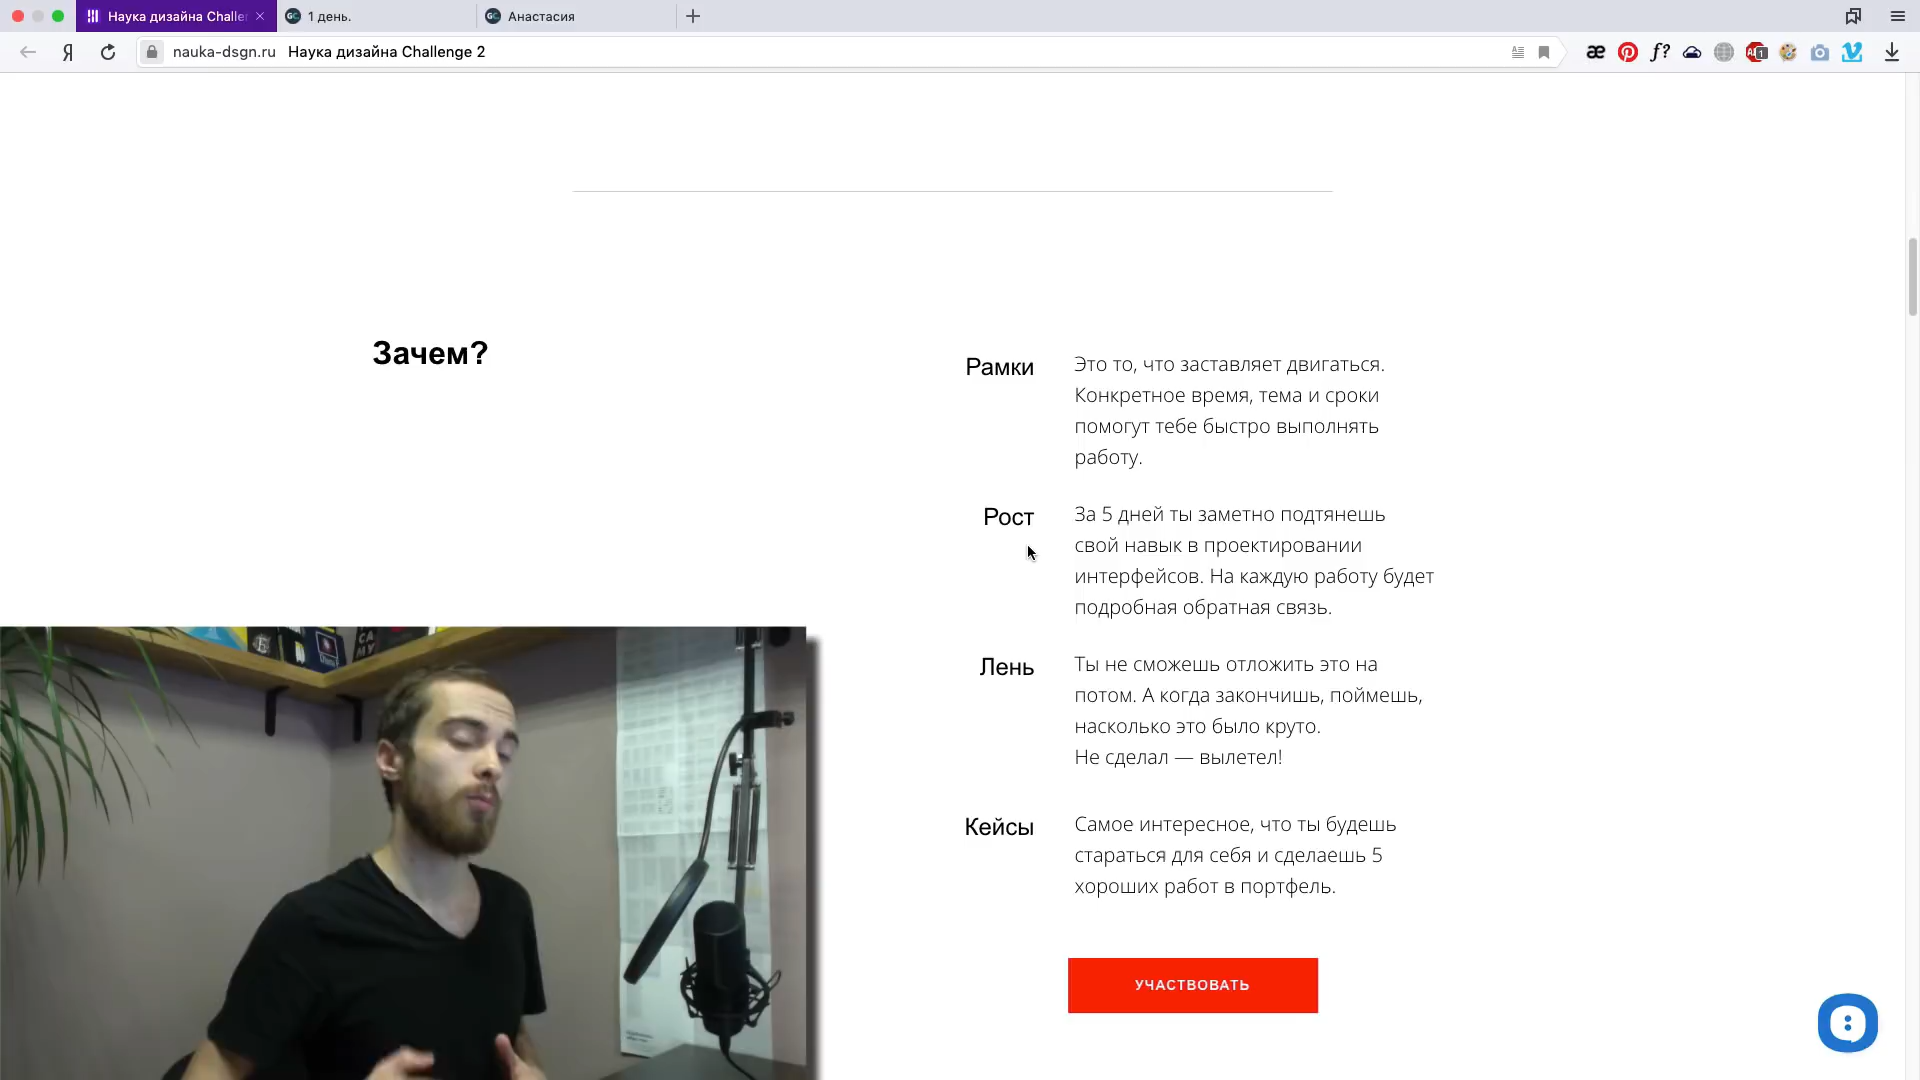 Наука дизайна Challe
1 день.
Анастасия
nauka-dsgn.ru Наука дизайна Challenge 2
Зачем?
Рамки
Это то, что заставляет двигаться.
Конкретное время, тема и сроки
помогут тебе быстро выполнять
работу.
Рост
За 5 дней ты заметно подтянешь
свой навык в проектировании
интерфейсов. На каждую работу будет
подробная обратная связь.
Лень
Ты не сможешь отложить это на
потом. А когда закончишь, поймешь,
насколько это было круто.
Не сделал — вылетел!
Кейсы
Самое интересное, что ты будешь
стараться для себя и сделаешь 5
хороших работ в портфель.
УЧАСТВОВАТЬ